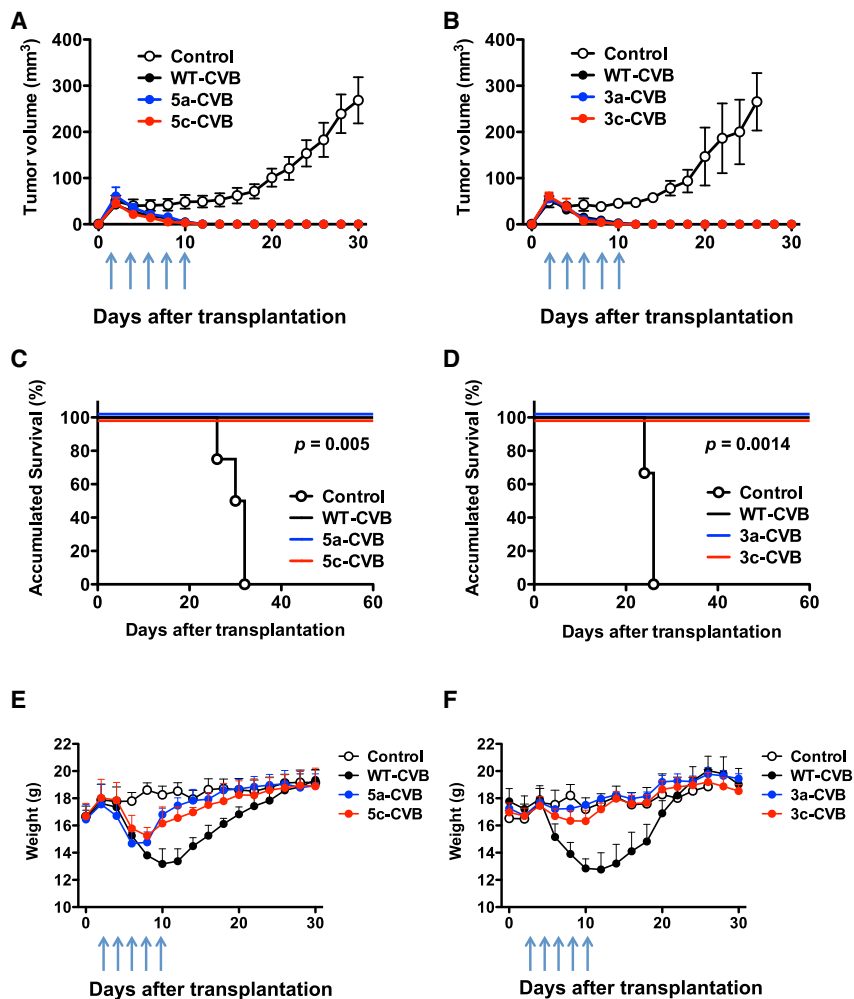 A
Tumor volume (mm³)
400
300
200
100
0
Control
WT-CVB
5a-CVB
5c-CVB
0 10 20 30
Days after transplantation
B
Tumor volume (mm³)
400
300
200
100
0
Control
WT-CVB
3a-CVB
3c-CVB
0 10 20 30
Days after transplantation
C
Accumulated Survival (%)
100
80
60
40
20
0
p = 0.005
Control
WT-CVB
5a-CVB
5c-CVB
0 20 40 60
Days after transplantation
D
Accumulated Survival (%)
100
80
60
40
20
0
p = 0.0014
Control
WT-CVB
3a-CVB
3c-CVB
0 20 40 60
Days after transplantation
E
Weight (g)
22
20
18
16
14
12
10
Control
WT-CVB
5a-CVB
5c-CVB
0 10 20 30
Days after transplantation
F
Weight (g)
22
20
18
16
14
12
10
Control
WT-CVB
3a-CVB
3c-CVB
0 10 20 30
Days after transplantation